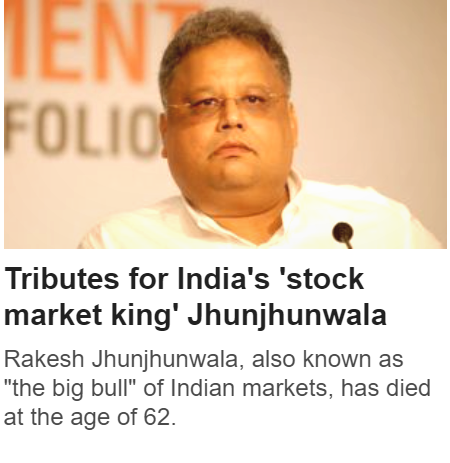 MENT
FOLIO
Tributes for India's 'stock
market king' Jhunjhunwala
Rakesh Jhunjhunwala, also known as
"the big bull" of Indian markets, has died
at the age of 62.